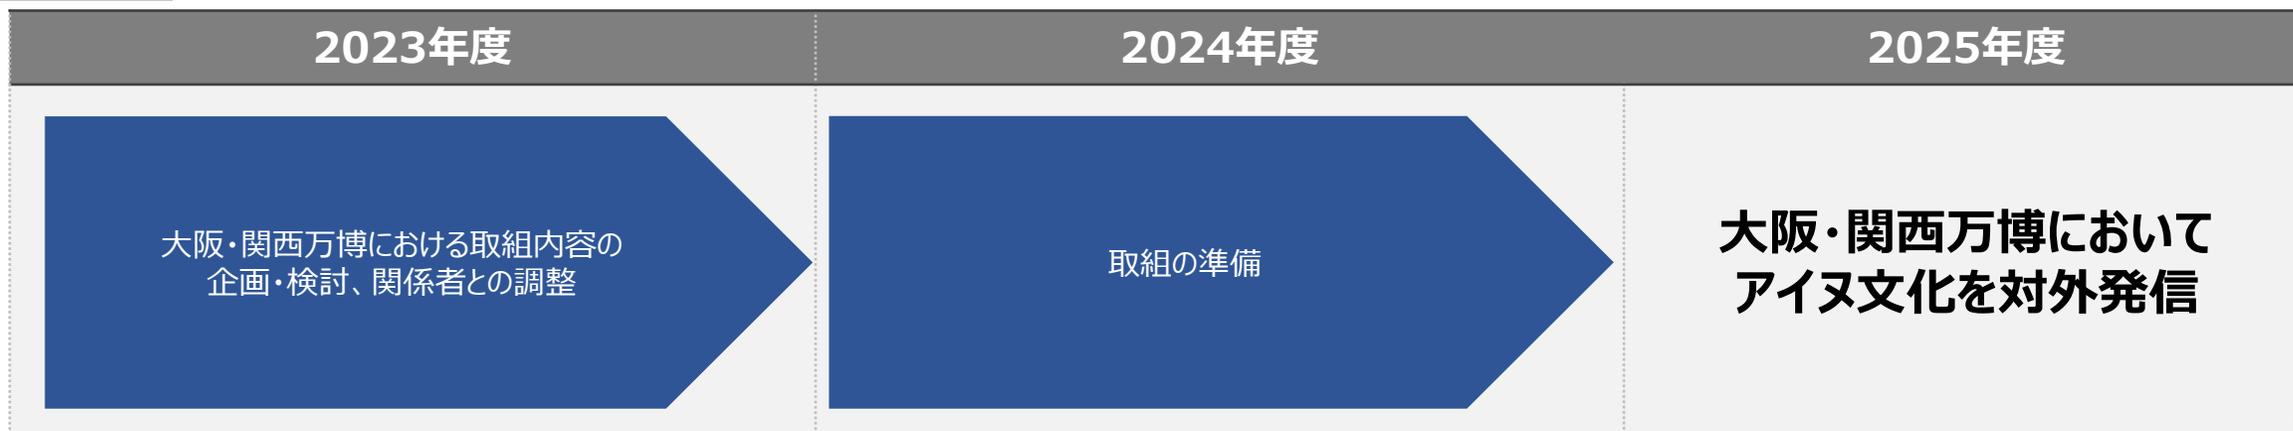 2023年度
2024年度
2025年度
大阪・関西万博における取組内容の
企画・検討、関係者との調整
取組の準備
大阪・関西万博において
アイヌ文化を対外発信